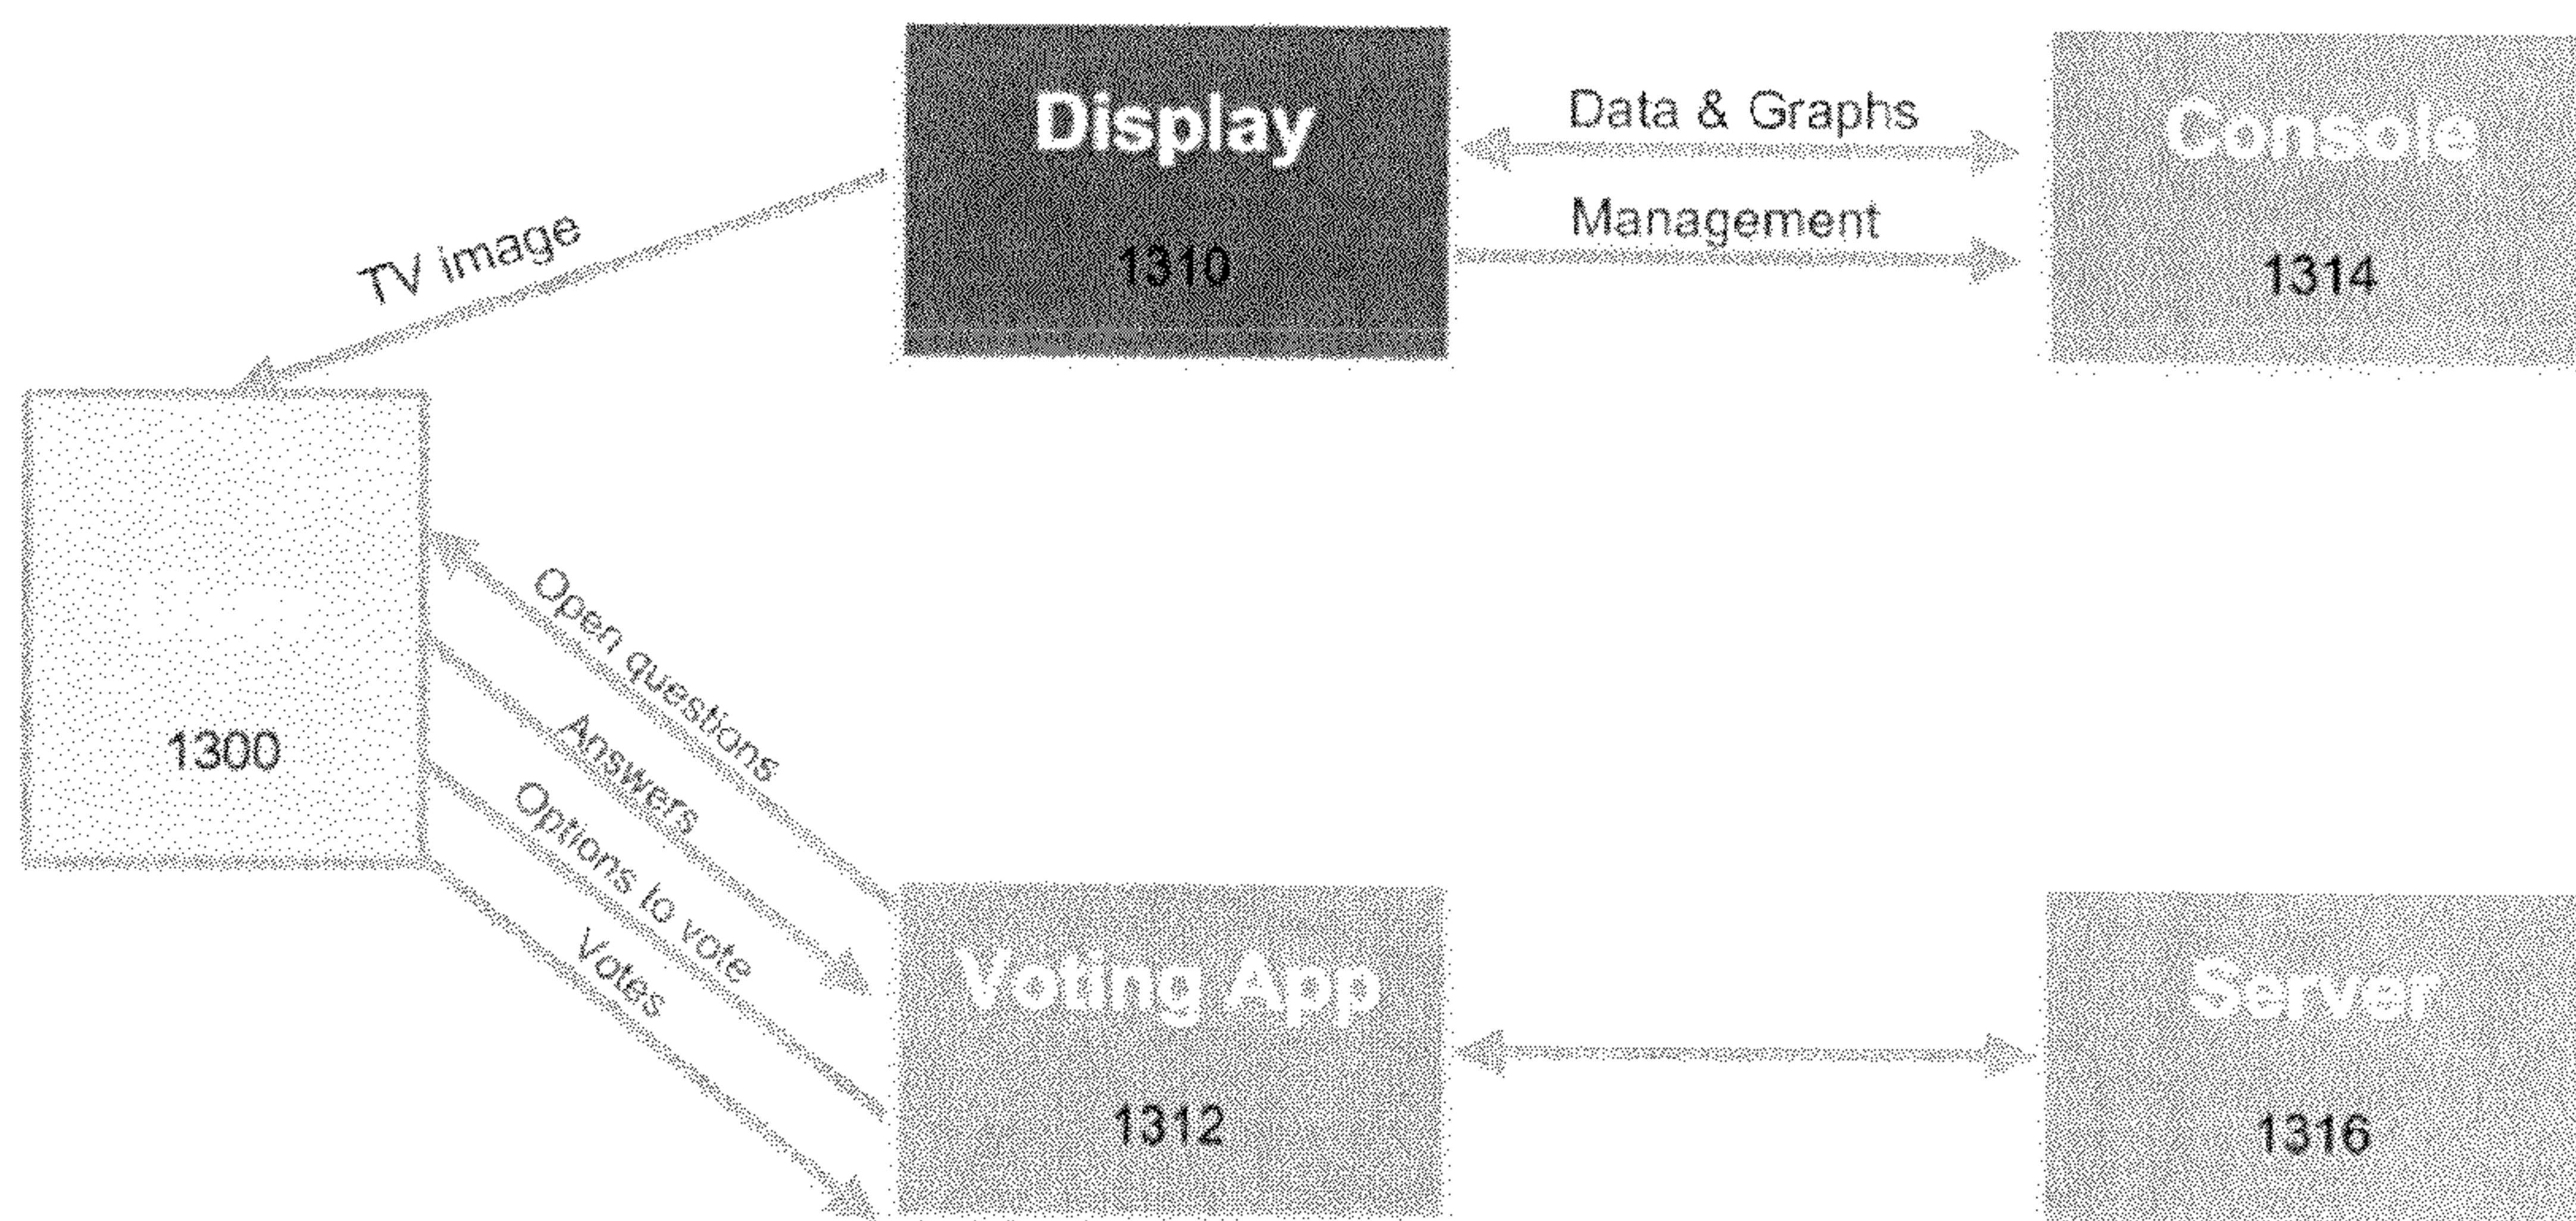 Display
1310
Data & Graphs
Management
Console
1314
TV image
1300
Open questions
Answers
Options to vote
Votes
Voting App
1312
Server
1316